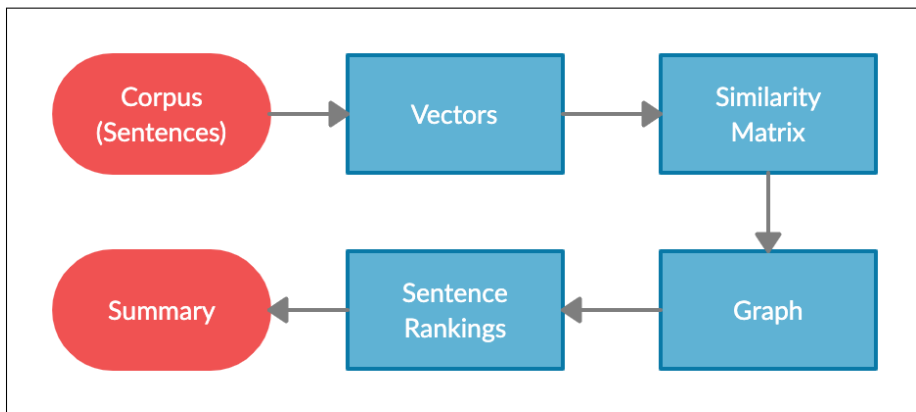 Corpus
(Sentences)
Vectors
Similarity
Matrix
Summary
Sentence
Rankings
Graph